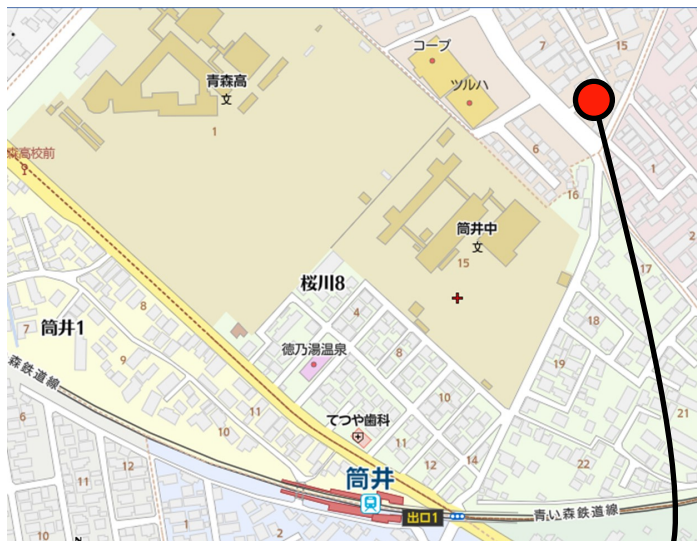 コープ
7
15
ツルハ
青森高
文
1
6
1
森高校前
16
筒井中
文
15
2
17
桜川8
7
筒井1
8
4
18
徳乃湯温泉
8
19
9
森鉄道線
10
11
てつや歯科
21
6
10
11
11
12
12
14
22
筒井
出口1
青い森鉄道線
1
2
10